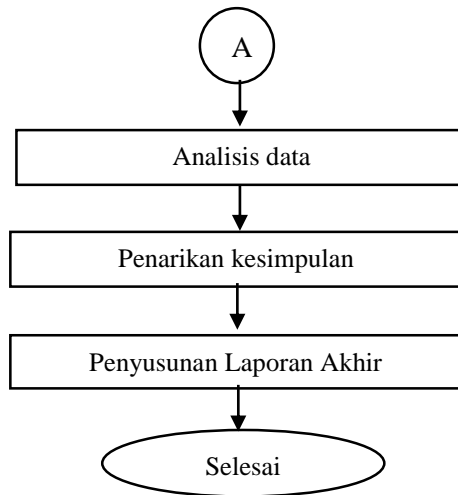 A
Analisis data
Penarikan kesimpulan
Penyusunan Laporan Akhir
Selesai